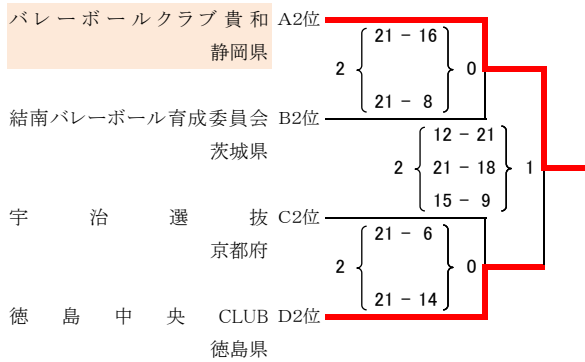 バレーボールクラブ貴和 A2位
静岡県
21 - 16
2 0
21 - 8
結南バレーボール育成委員会 B2位
茨城県
12 - 21
2 21 - 18 1
15 - 9
宇治選抜 C2位
京都府
21 - 6
2 0
21 - 14
徳島中央 CLUB D2位
徳島県